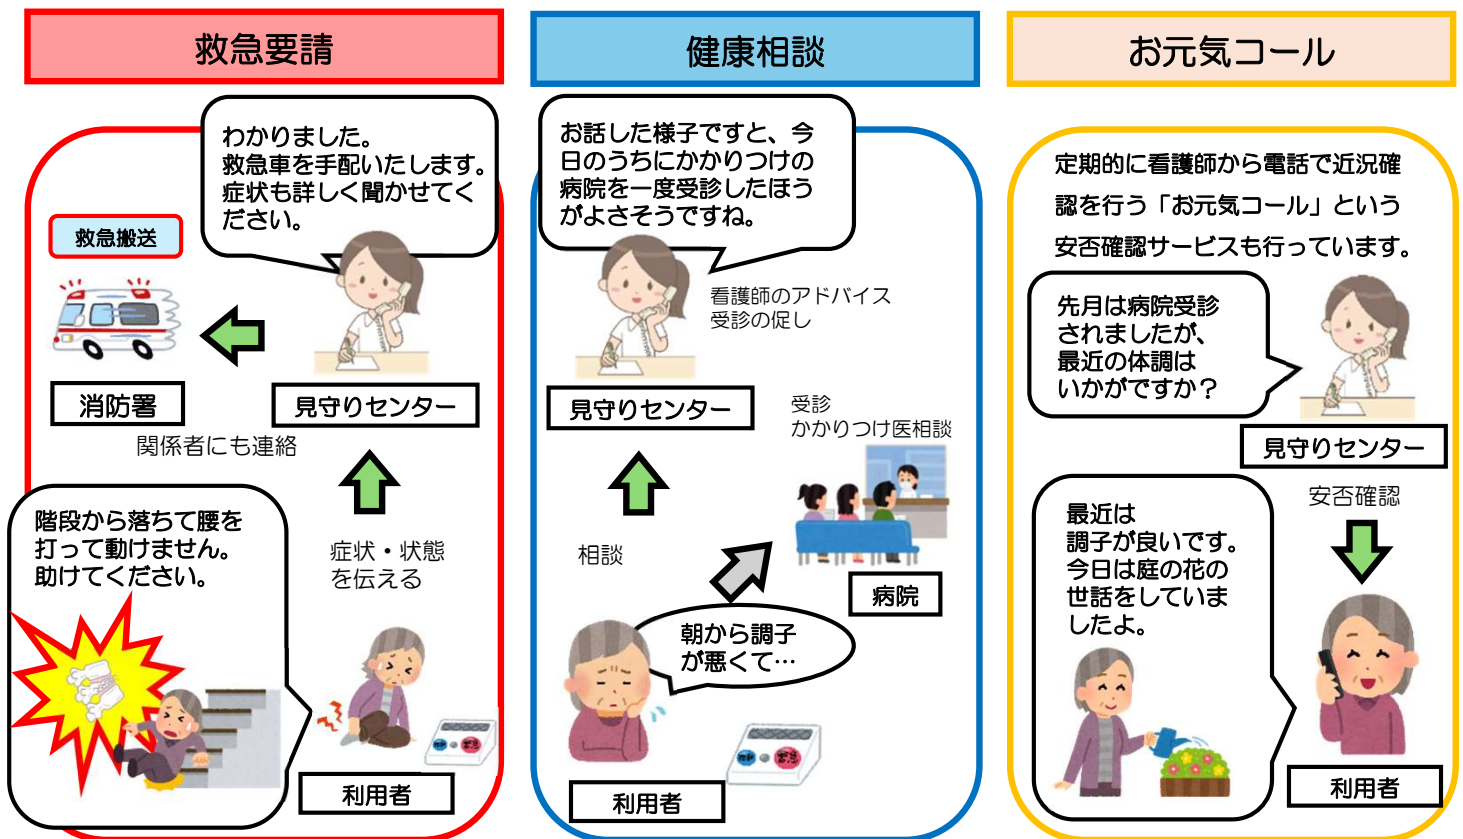 救急要請
わかりました。
救急車を手配いたします。
症状も詳しく聞かせてく
ださい。
救急搬送
消防署
見守りセンター
関係者にも連絡
階段から落ちて腰を
打って動けません。
助けてください。
症状・状態
を伝える
利用者
健康相談
お話した様子ですと、今
日のうちにかかりつけの
病院を一度受診したほう
がよさそうですね。
看護師のアドバイス
受診の促し
見守りセンター
受診
かかりつけ医相談
相談
病院
朝から調子
が悪くて…
利用者
お元気コール
定期的に看護師から電話で近況確
認を行う「お元気コール」という
安否確認サービスも行っています。
先月は病院受診
されましたが、
最近の体調は
いかがですか？
見守りセンター
安否確認
最近は
調子が良いです。
今日は庭の花の
世話をしていま
したよ。
利用者